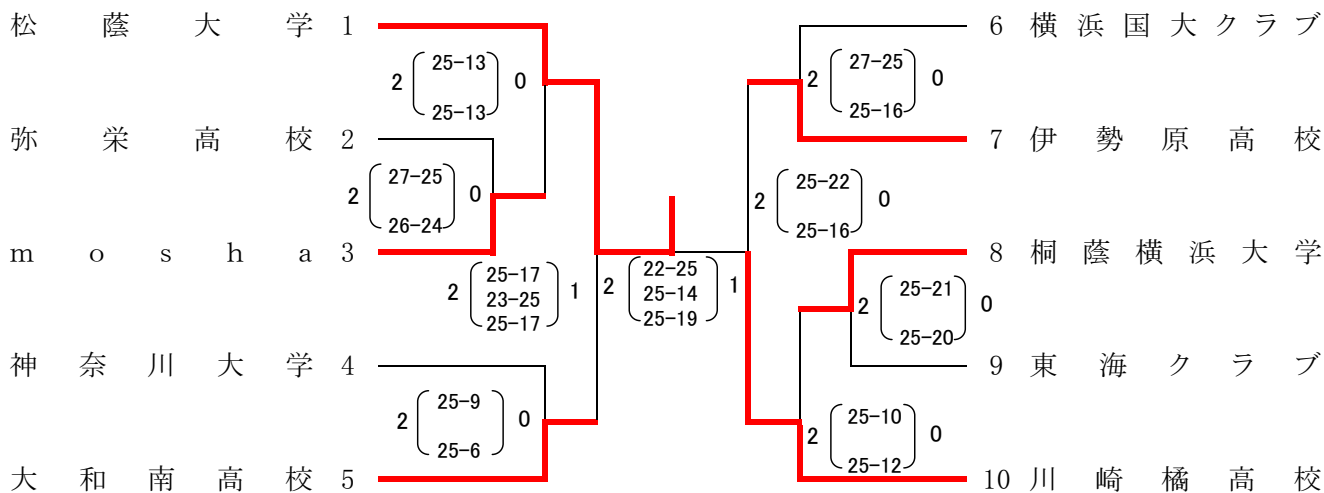 松蔭大学 1
6 横浜国大クラブ
2 25-13 0
25-13
2 27-25 0
25-16
弥栄高校 2
7 伊勢原高校
2 27-25 0
26-24
2 25-22 0
25-16
mosha 3
8 桐蔭横浜大学
2 25-17 1
23-25
25-17
2 22-25 1
25-14
25-19
2 25-21 0
25-20
神奈川大学 4
9 東海クラブ
2 25-9 0
25-6
2 25-10 0
25-12
大和南高校 5
10 川崎橘高校